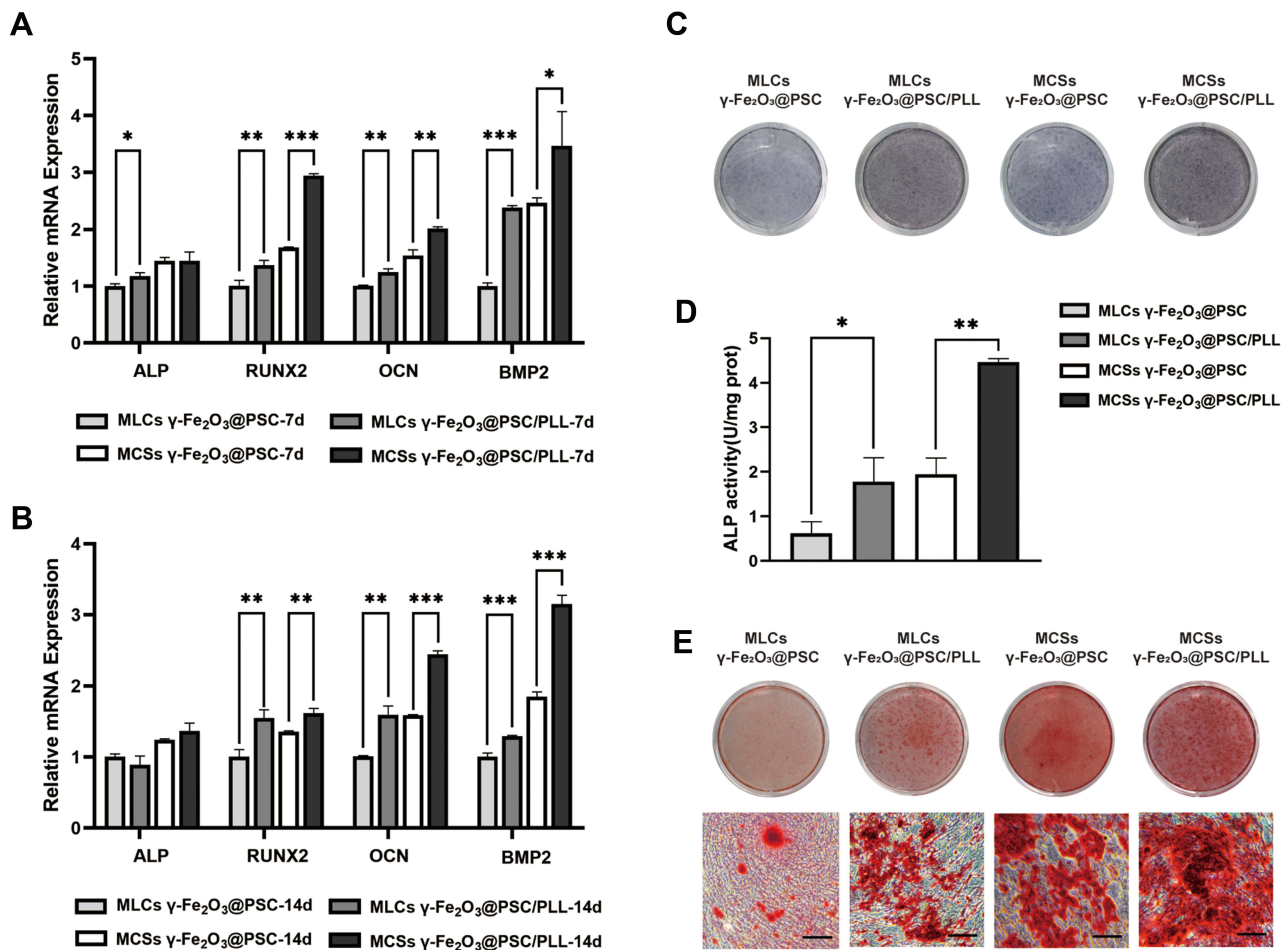 A
Relative mRNA Expression
5
4
3
2
1
0
*
**
***
**
**
***
*
ALP
RUNX2
OCN
BMP2
MLCs γ-Fe₂O₃@PSC-7d
MLCs γ-Fe₂O₃@PSC/PLL-7d
MCSs γ-Fe₂O₃@PSC-7d
MCSs γ-Fe₂O₃@PSC/PLL-7d
B
Relative mRNA Expression
4
3
2
1
0
**
**
**
***
***
***
ALP
RUNX2
OCN
BMP2
MLCs γ-Fe₂O₃@PSC-14d
MLCs γ-Fe₂O₃@PSC/PLL-14d
MCSs γ-Fe₂O₃@PSC-14d
MCSs γ-Fe₂O₃@PSC/PLL-14d
C
MLCs
γ-Fe₂O₃@PSC
MLCs
γ-Fe₂O₃@PSC/PLL
MCSs
γ-Fe₂O₃@PSC
MCSs
γ-Fe₂O₃@PSC/PLL
D
ALP activity(U/mg prot)
5
4
3
2
1
0
*
**
MLCs γ-Fe₂O₃@PSC
MLCs γ-Fe₂O₃@PSC/PLL
MCSs γ-Fe₂O₃@PSC
MCSs γ-Fe₂O₃@PSC/PLL
E
MLCs
γ-Fe₂O₃@PSC
MLCs
γ-Fe₂O₃@PSC/PLL
MCSs
γ-Fe₂O₃@PSC
MCSs
γ-Fe₂O₃@PSC/PLL